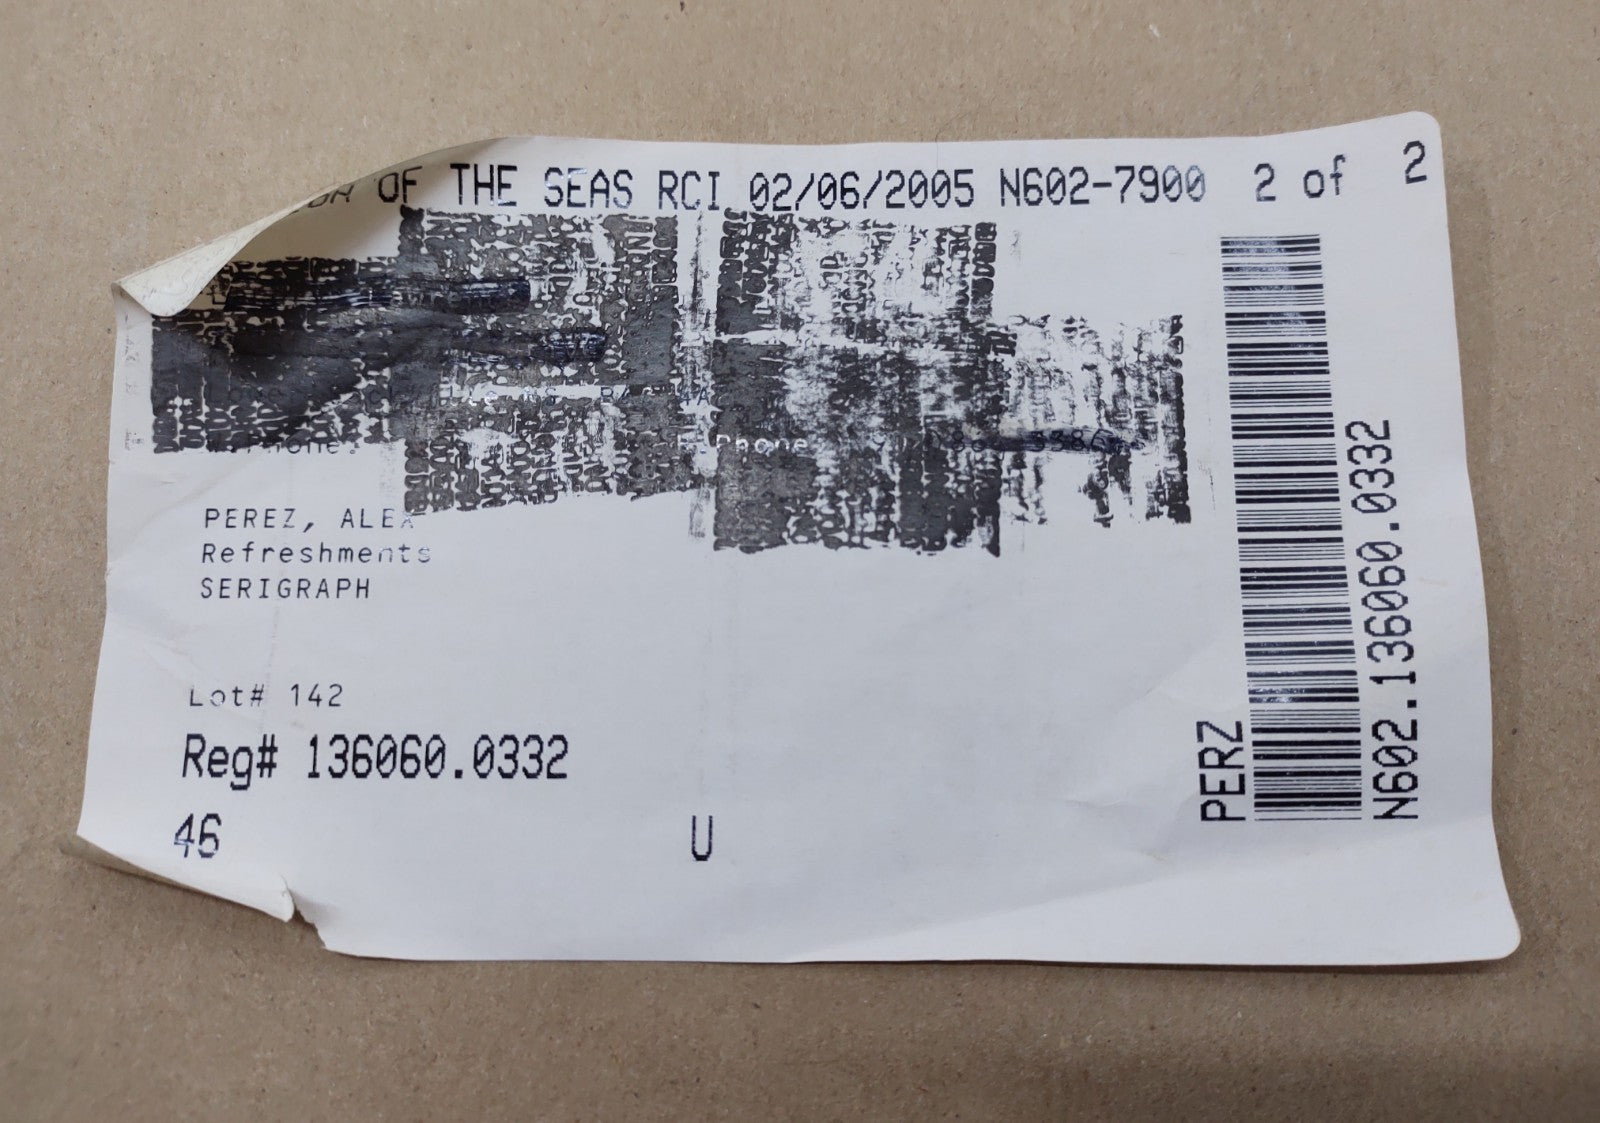 OF THE SEAS RCI 02/06/2005 N602-7900 2 of 2
Phone
PEREZ, ALEX
Refreshments
SERIGRAPH
Lot# 142
Reg# 136060.0332
46 U
PERZ
N602.136060.0332